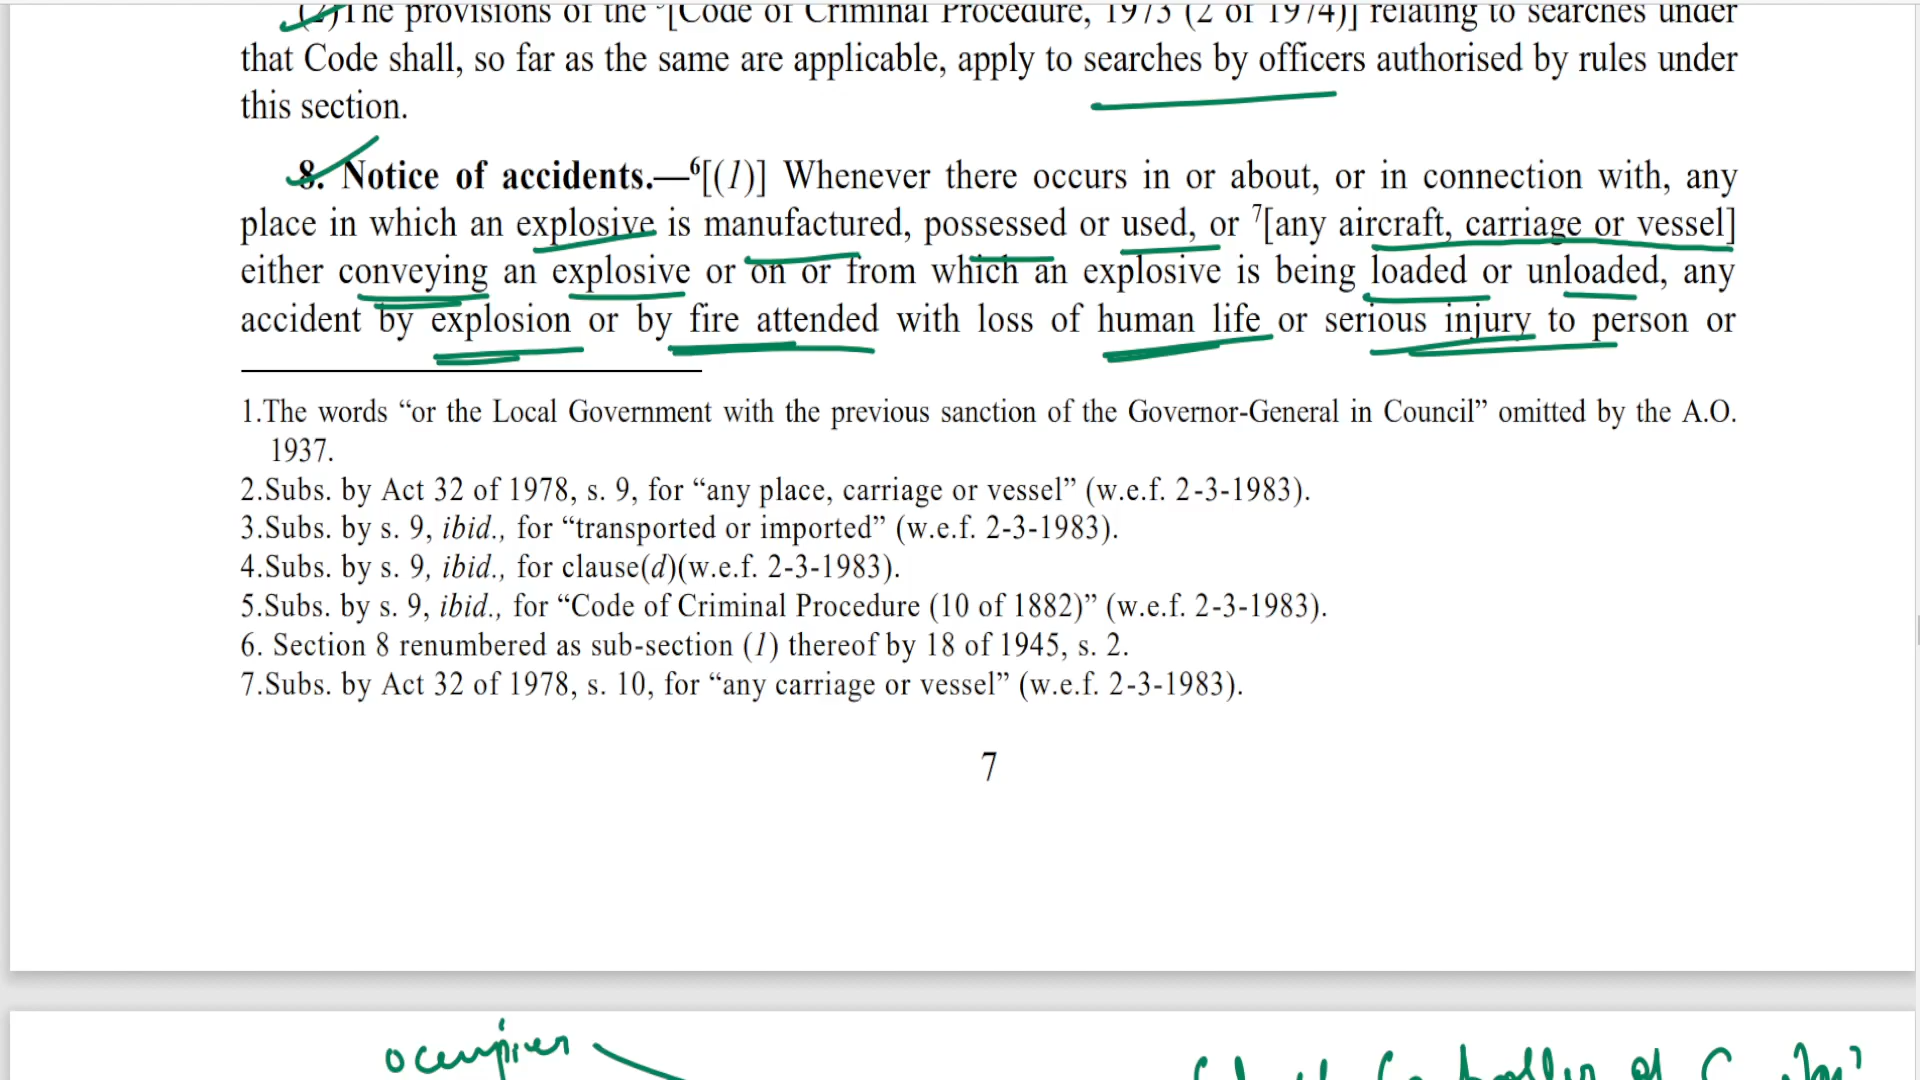 (2)The provisions of the 5[Code of Criminal Procedure, 1973 (2 of 1974)] relating to searches under
that Code shall, so far as the same are applicable, apply to searches by officers authorised by rules under
this section.
8. Notice of accidents.—6[(1)] Whenever there occurs in or about, or in connection with, any
place in which an explosive is manufactured, possessed or used, or 7[any aircraft, carriage or vessel]
either conveying an explosive or on or from which an explosive is being loaded or unloaded, any
accident by explosion or by fire attended with loss of human life or serious injury to person or
1.The words “or the Local Government with the previous sanction of the Governor-General in Council” omitted by the A.O.
1937.
2.Subs. by Act 32 of 1978, s. 9, for “any place, carriage or vessel” (w.e.f. 2-3-1983).
3.Subs. by s. 9, ibid., for “transported or imported” (w.e.f. 2-3-1983).
4.Subs. by s. 9, ibid., for clause(d)(w.e.f. 2-3-1983).
5.Subs. by s. 9, ibid., for “Code of Criminal Procedure (10 of 1882)” (w.e.f. 2-3-1983).
6. Section 8 renumbered as sub-section (1) thereof by 18 of 1945, s. 2.
7.Subs. by Act 32 of 1978, s. 10, for “any carriage or vessel” (w.e.f. 2-3-1983).
7
occupier